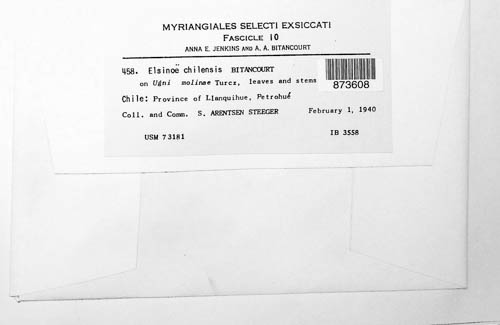 MYRIANGIALES SELECTI EXSICCATI
FASCICLE 10
ANNA E. JENKINS AND A. A. BITANCOURT
458. Elsinoë chilensis BITANCOURT
on Ugni molinae Turcz, leaves and stems
873608
Chile: Province of Llanquihue, Petrohué
Coll. and Comm. S. ARENTSEN STEEGER February 1, 1940
USM 73181 IB 3558